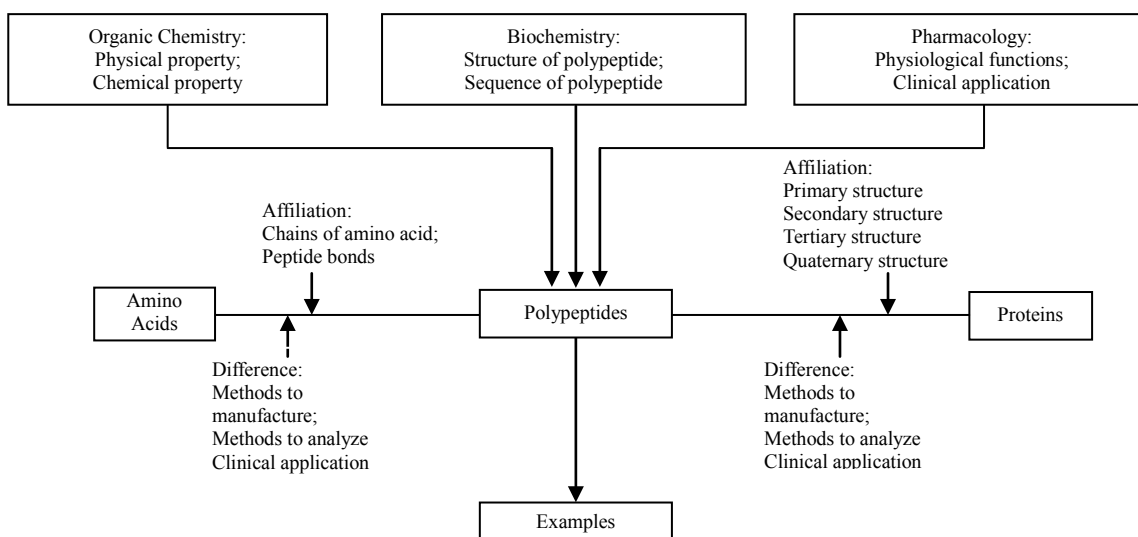 Organic Chemistry:
Physical property;
Chemical property
Biochemistry:
Structure of polypeptide;
Sequence of polypeptide
Pharmacology:
Physiological functions;
Clinical application
Affiliation:
Chains of amino acid;
Peptide bonds
Affiliation:
Primary structure
Secondary structure
Tertiary structure
Quaternary structure
Amino
Acids
Polypeptides
Proteins
Difference:
Methods to
manufacture;
Methods to analyze
Clinical application
Difference:
Methods to
manufacture;
Methods to analyze
Clinical application
Examples